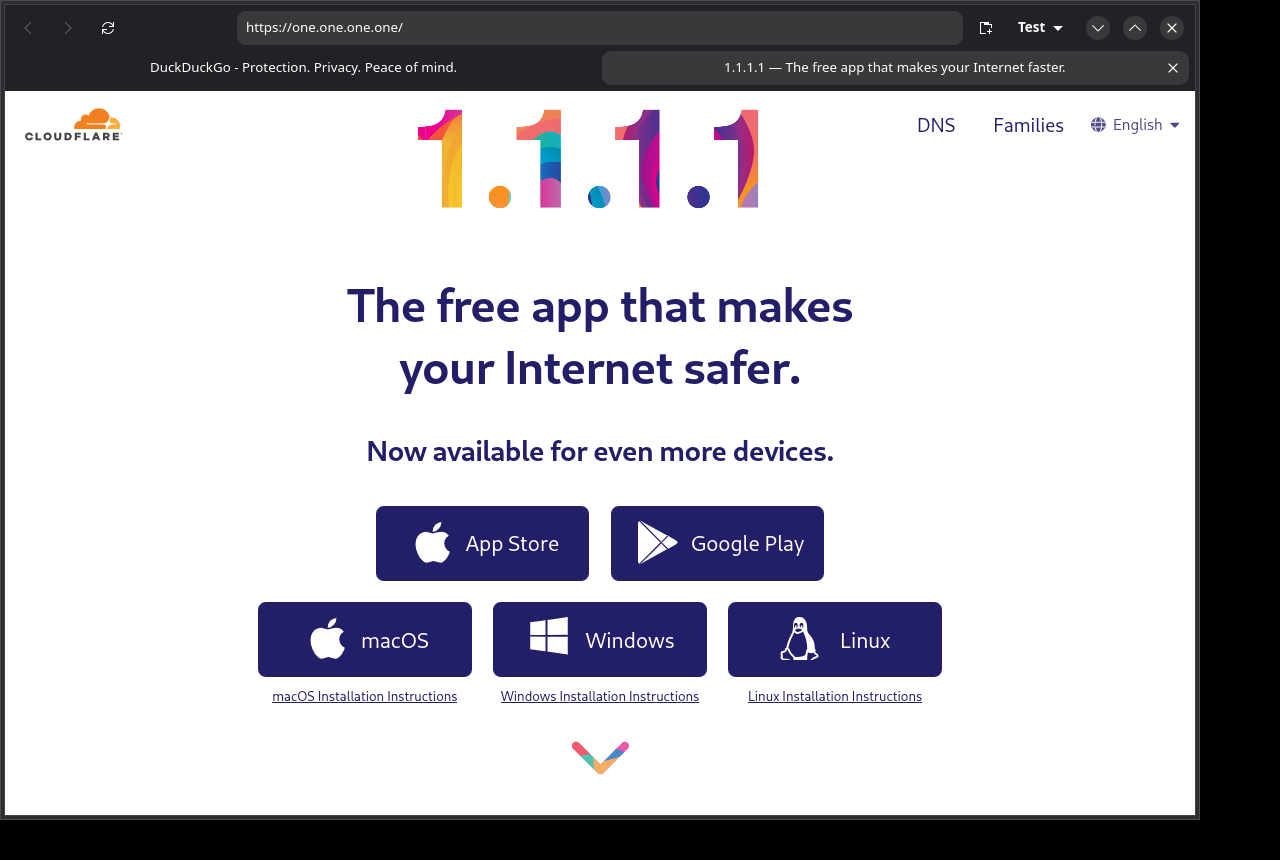 https://one.one.one.one/
Test
DuckDuckGo - Protection. Privacy. Peace of mind.
1.1.1.1 — The free app that makes your Internet faster.
CLOUDFLARE
1.1.1.1
DNS
Families
English
The free app that makes
your Internet safer.
Now available for even more devices.
App Store
Google Play
macOS
Windows
Linux
macOS Installation Instructions
Windows Installation Instructions
Linux Installation Instructions